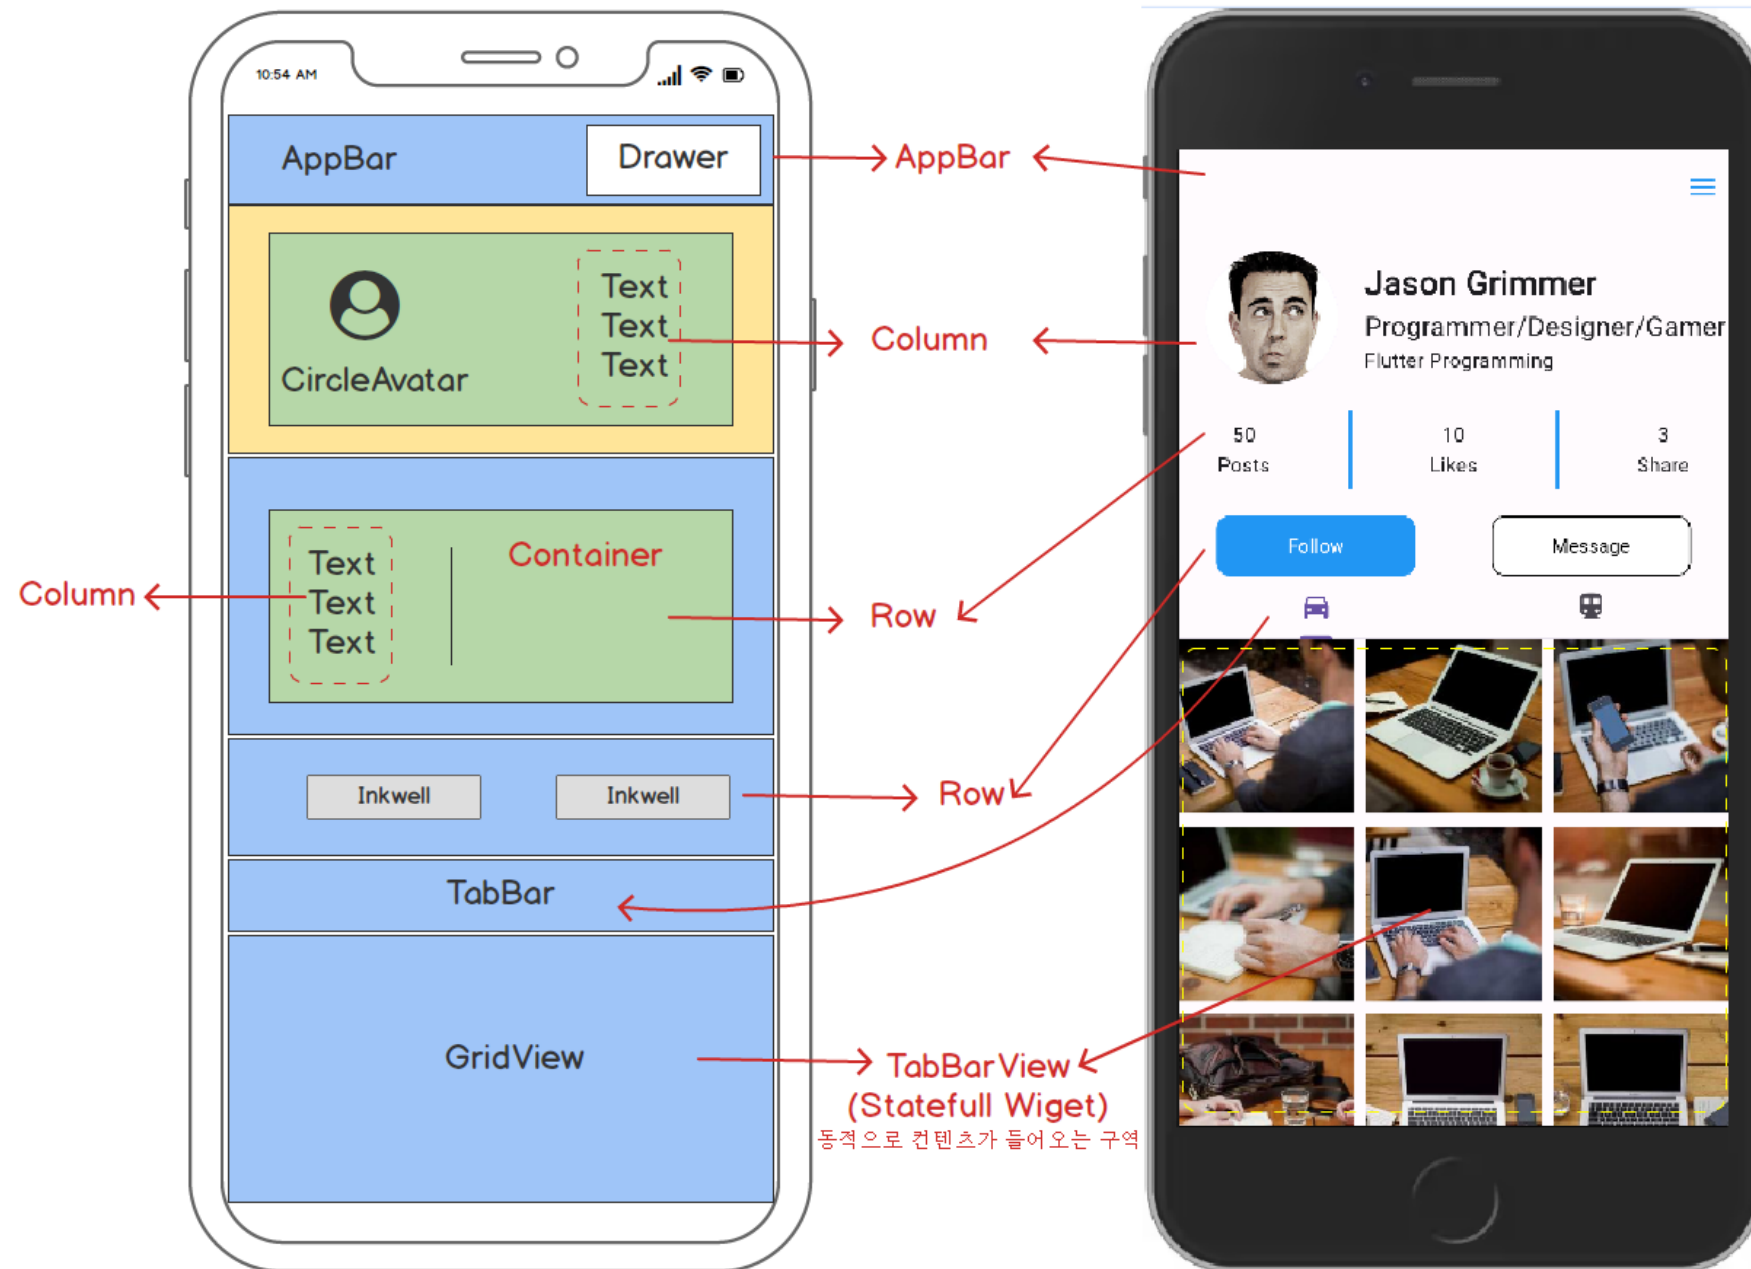 10:54 AM
AppBar
Drawer
AppBar
Text
Text
Text
CircleAvatar
Column
Jason Grimmer
Programmer/Designer/Gamer
Flutter Programming
50
Posts
10
Likes
3
Share
Column
Text
Text
Text
Container
Row
Follow
Message
Inkwell
Inkwell
Row
TabBar
GridView
TabBarView
(Statefull Wiget)
동적으로 컨텐츠가 들어오는 구역